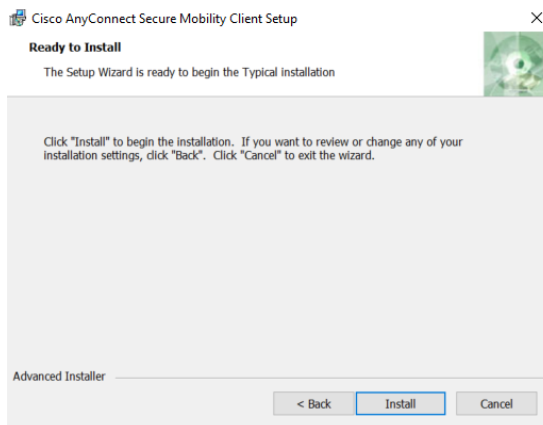 Cisco AnyConnect Secure Mobility Client Setup
Ready to Install
The Setup Wizard is ready to begin the Typical installation
Click "Install" to begin the installation. If you want to review or change any of your
installation settings, click "Back". Click "Cancel" to exit the wizard.
Advanced Installer
< Back Install Cancel